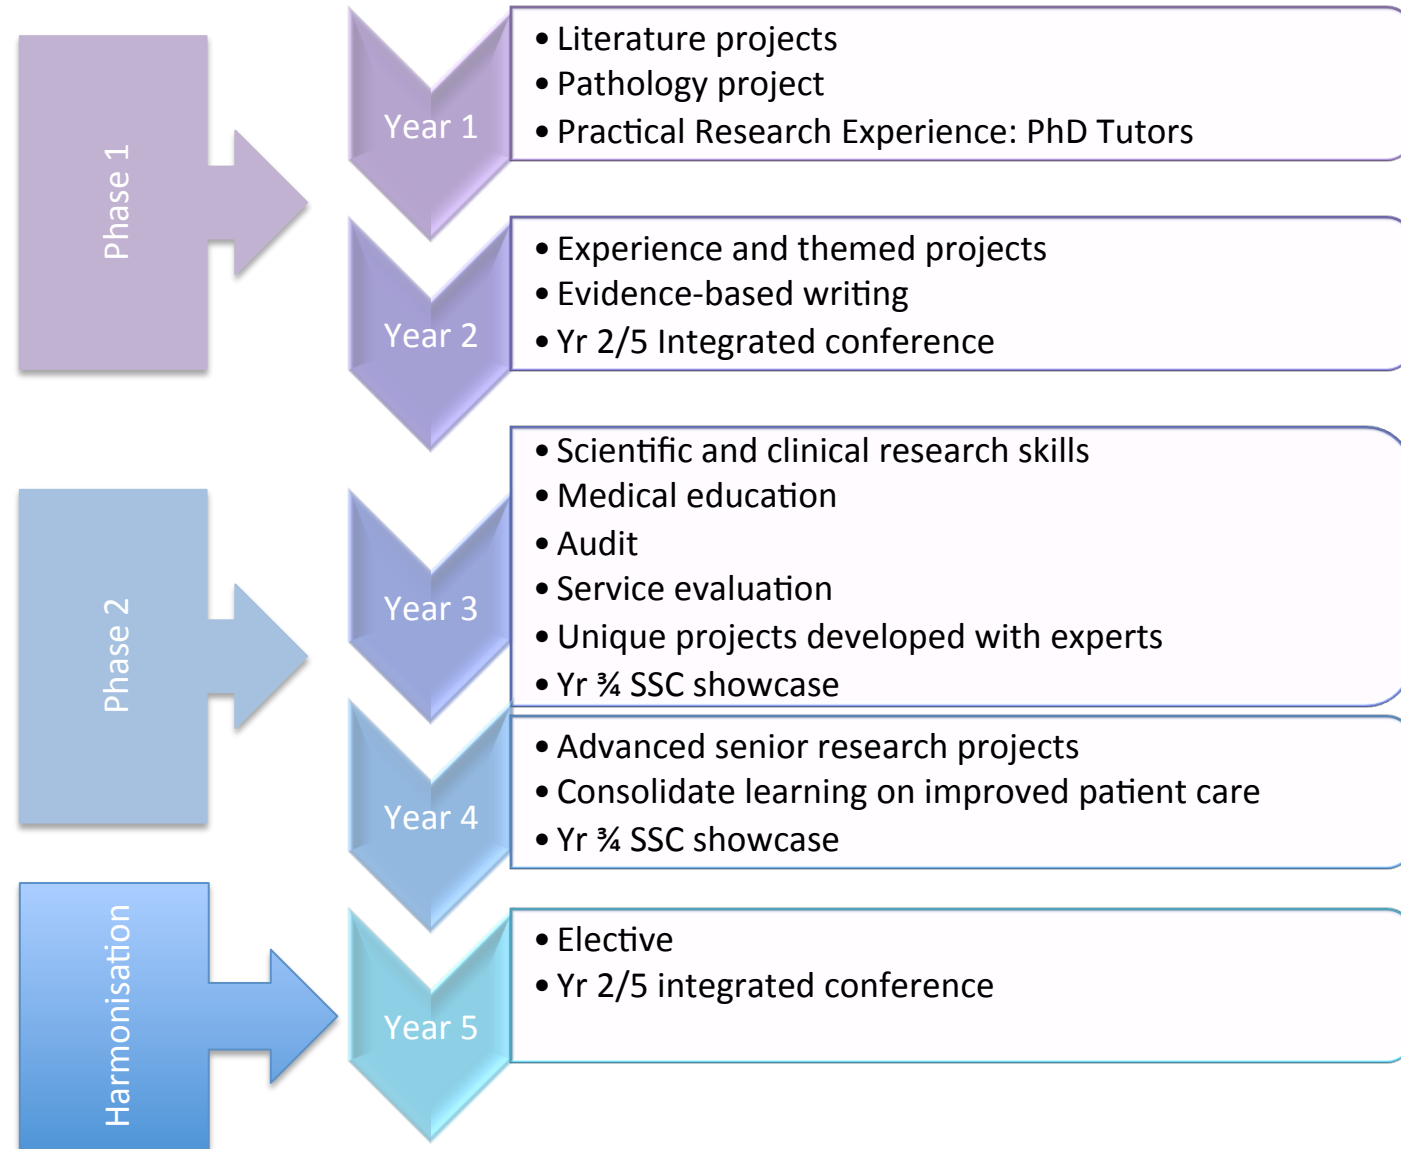 Phase 1
Year 1
• Literature projects
• Pathology project
• Practical Research Experience: PhD Tutors
Year 2
• Experience and themed projects
• Evidence-based writing
• Yr 2/5 Integrated conference
Phase 2
Year 3
• Scientific and clinical research skills
• Medical education
• Audit
• Service evaluation
• Unique projects developed with experts
• Yr ¾ SSC showcase
Year 4
• Advanced senior research projects
• Consolidate learning on improved patient care
• Yr ¾ SSC showcase
Harmonisation
Year 5
• Elective
• Yr 2/5 integrated conference